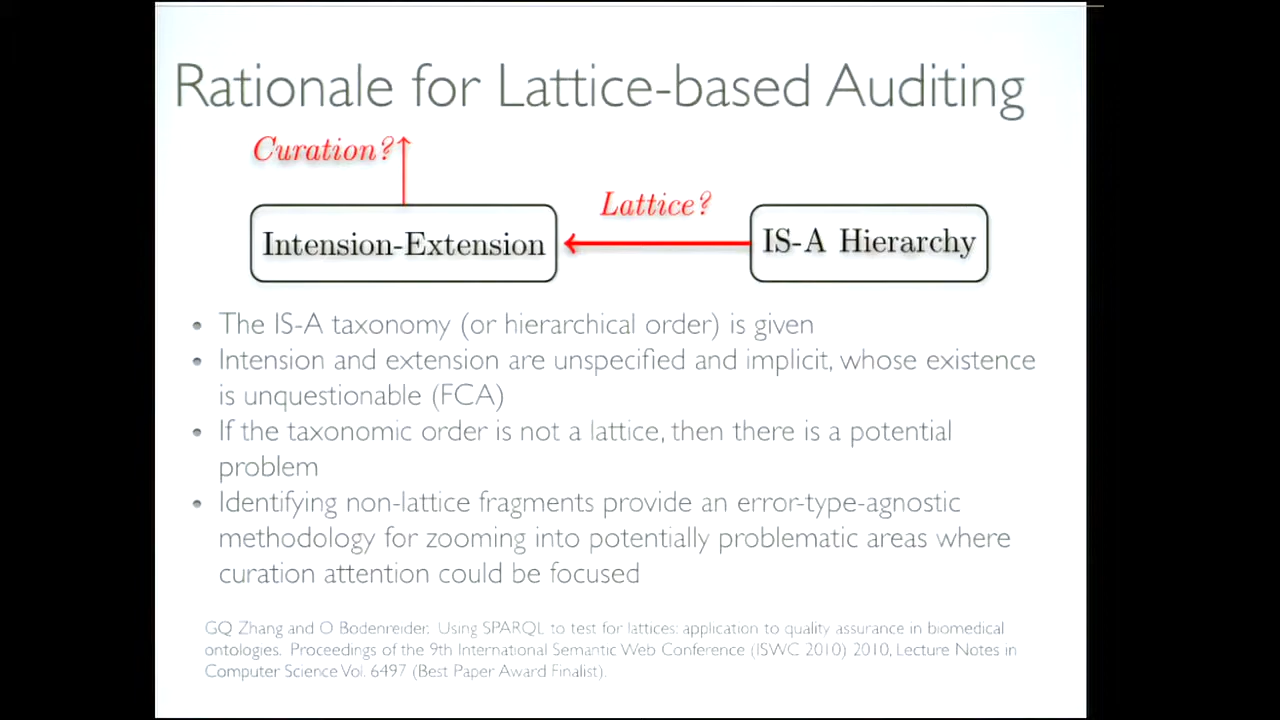 Rationale for Lattice-based Auditing
Curation?
Lattice?
Intension-Extension
IS-A Hierarchy
• The IS-A taxonomy (or hierarchical order) is given
• Intension and extension are unspecified and implicit, whose existence
is unquestionable (FCA)
• If the taxonomic order is not a lattice, then there is a potential
problem
• Identifying non-lattice fragments provide an error-type-agnostic
methodology for zooming into potentially problematic areas where
curation attention could be focused
GQ Zhang and O Bodenreider. Using SPARQL to test for lattices: application to quality assurance in biomedical
ontologies. Proceedings of the 9th International Semantic Web Conference (ISWC 2010) 2010, Lecture Notes in
Computer Science Vol. 6497 (Best Paper Award Finalist).